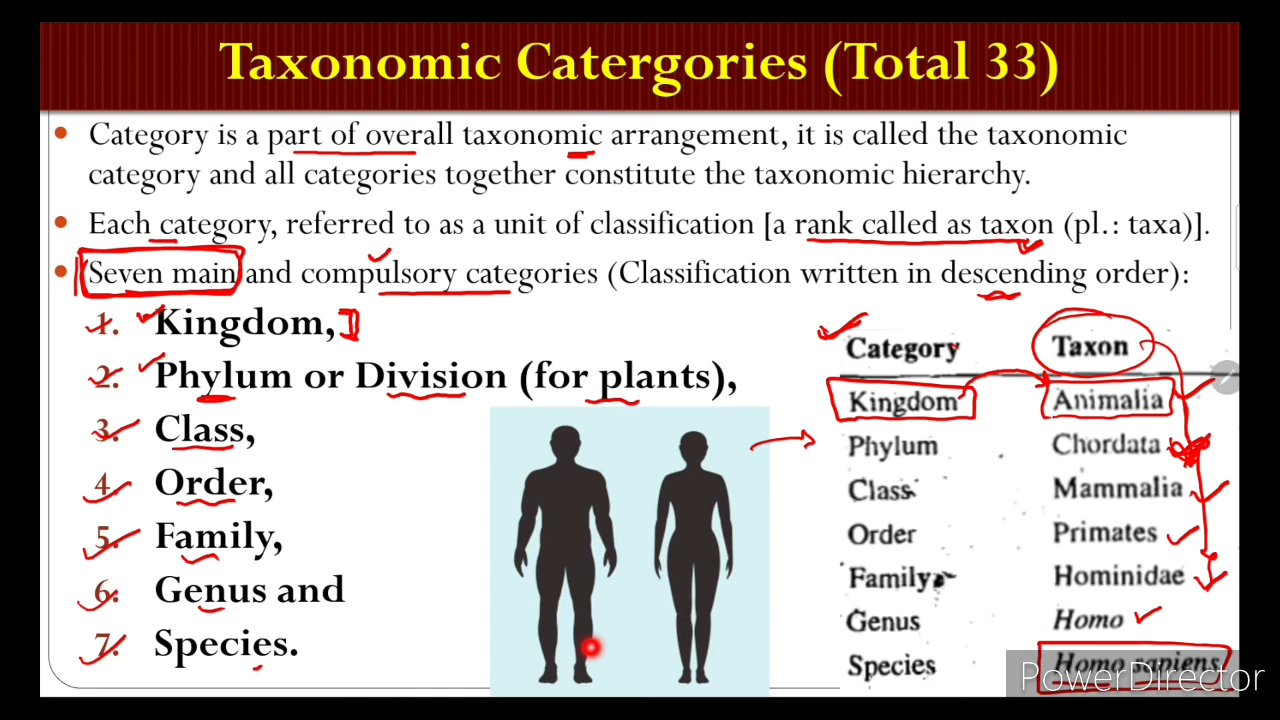 Taxonomic Catergories (Total 33)
• Category is a part of overall taxonomic arrangement, it is called the taxonomic
category and all categories together constitute the taxonomic hierarchy.
• Each category, referred to as a unit of classification [a rank called as taxon (pl.: taxa)].
• Seven main and compulsory categories (Classification written in descending order):
1. Kingdom,
2. Phylum or Division (for plants),
3. Class,
4. Order,
5. Family,
6. Genus and
7. Species.
Category Taxon
Kingdom Animalia
Phylum Chordata
Class Mammalia
Order Primates
Family Hominidae
Genus Homo
Species Homo sapiens
PowerDirector